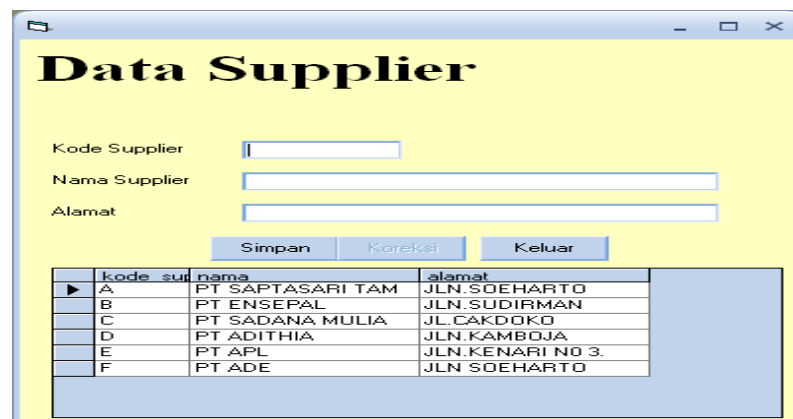 Data Supplier
Kode Supplier
Nama Supplier
Alamat
Simpan Koreksi Keluar
kode_sup nama alamat
A PT SAPTASARI TAM JLN.SOEHARTO
B PT ENSEPAL JLN.SUDIRMAN
C PT SADANA MULIA JL.CAKDOKO
D PT ADITHIA JLN.KAMBOJA
E PT APL JLN.KENARI NO 3.
F PT ADE JLN SOEHARTO